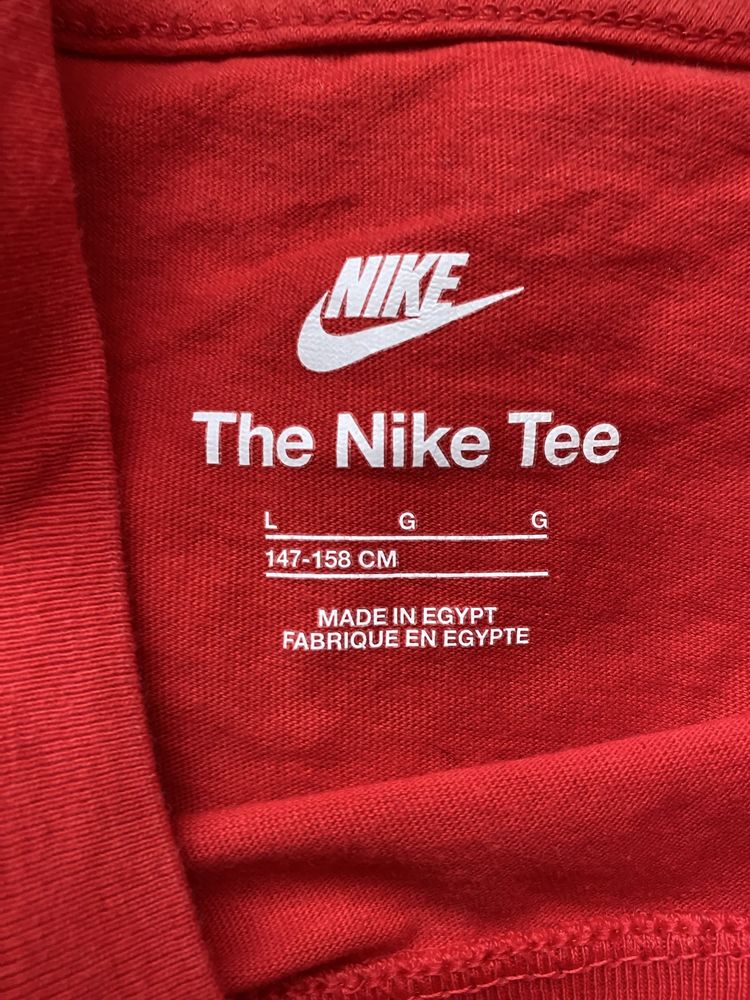 NIKE
The Nike Tee
L G G
147-158 CM
MADE IN EGYPT
FABRIQUE EN EGYPTE